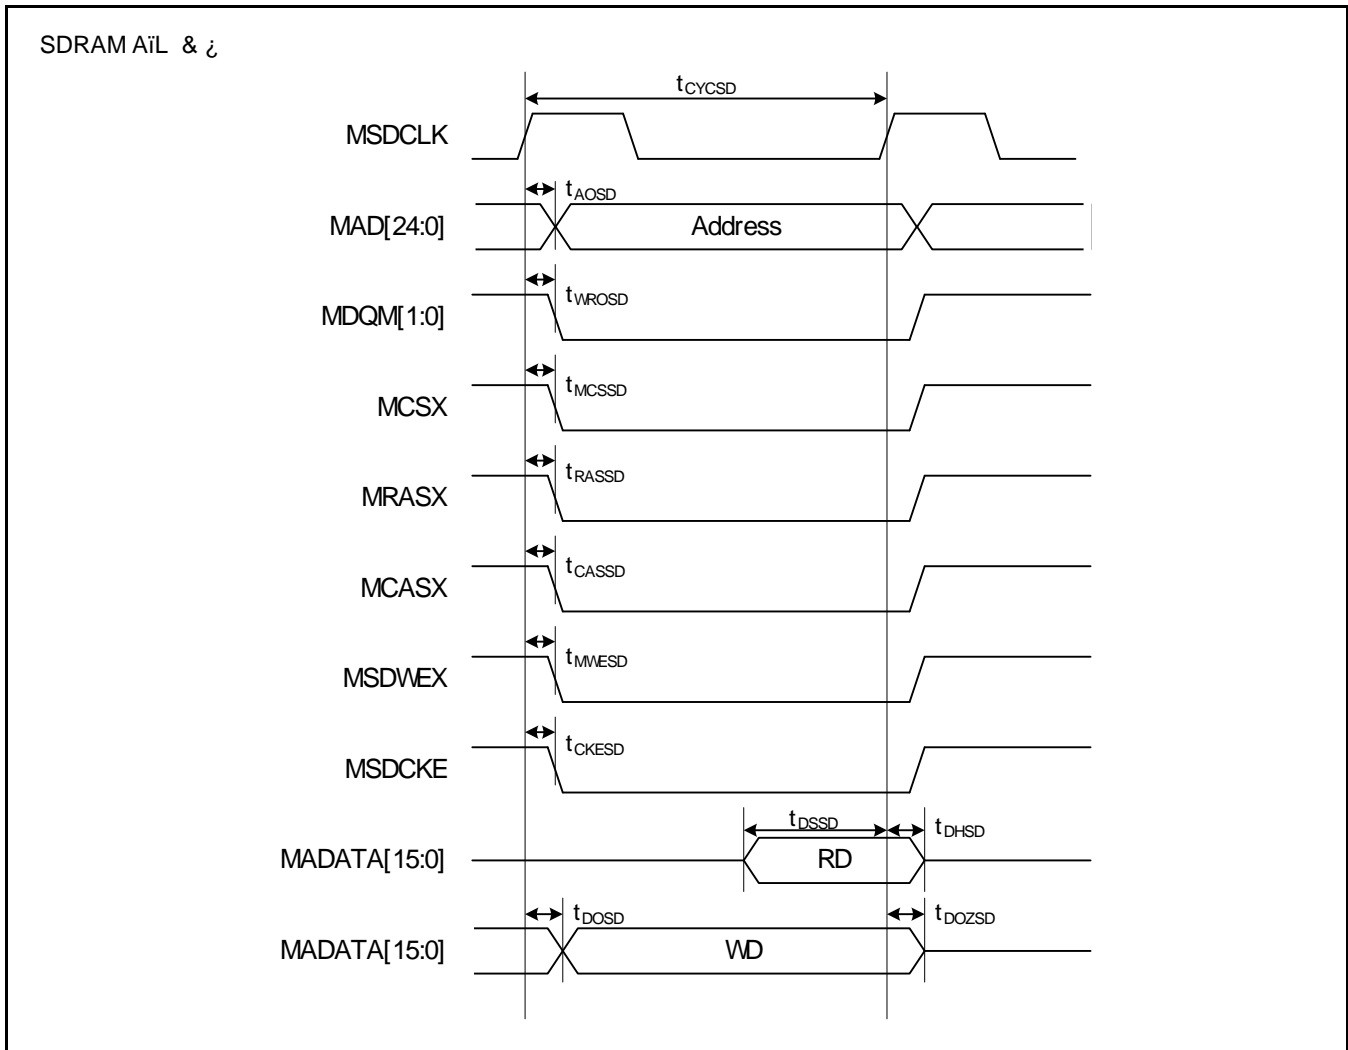 SDRAM AïL & ¿
tCYCSD
MSDCLK
tAOSD
MAD[24:0]
Address
tWROSD
MDQM[1:0]
tMCSSD
MCSX
tRASSD
MRASX
tCASSD
MCASX
tMWESD
MSDWEX
tCKESD
MSDCKE
tDSSD
tDHSD
MADATA[15:0]
RD
tDOSD
tDOZSD
MADATA[15:0]
WD